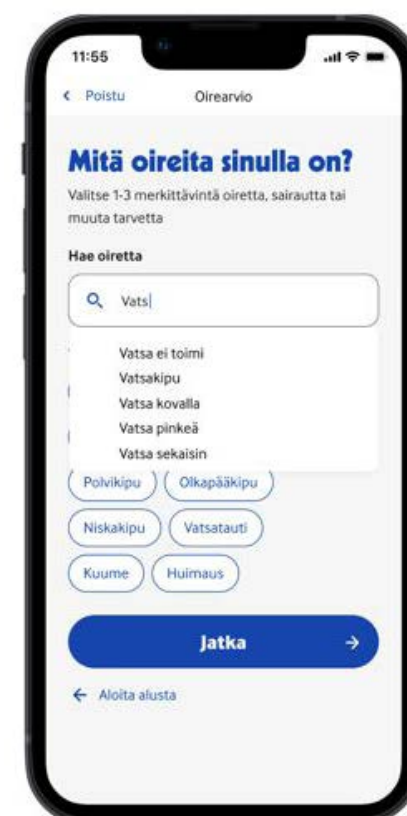 11:55
Poistu
Oirearvio
Mitä oireita sinulla on?
Valitse 1-3 merkittävintä oiretta, sairautta tai
muuta tarvetta
Hae oiretta
Vats
Vatsa ei toimi
Vatsakipu
Vatsa kovalla
Vatsa pinkeä
Vatsa sekaisin
Polvikipu
Olkapääkipu
Niskakipu
Vatsatauti
Kuume
Huimaus
Jatka
Aloita alusta